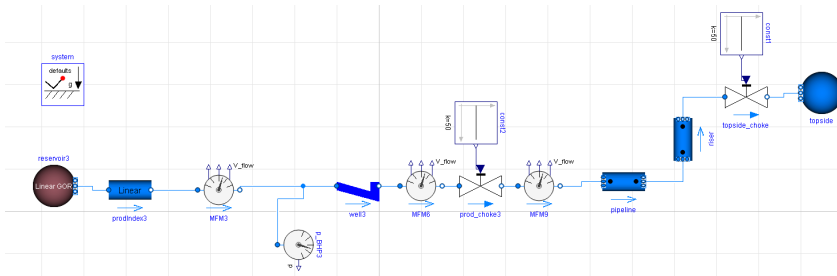 k=50
const1
system
defaults
g
topside_choke
topside
k=50
const2
riser
reservoir3
Linear GOR
Linear
prodIndex3
V_flow
MFM3
p_BHP3
p
well3
V_flow
MFM6
prod_choke3
V_flow
MFM9
pipeline